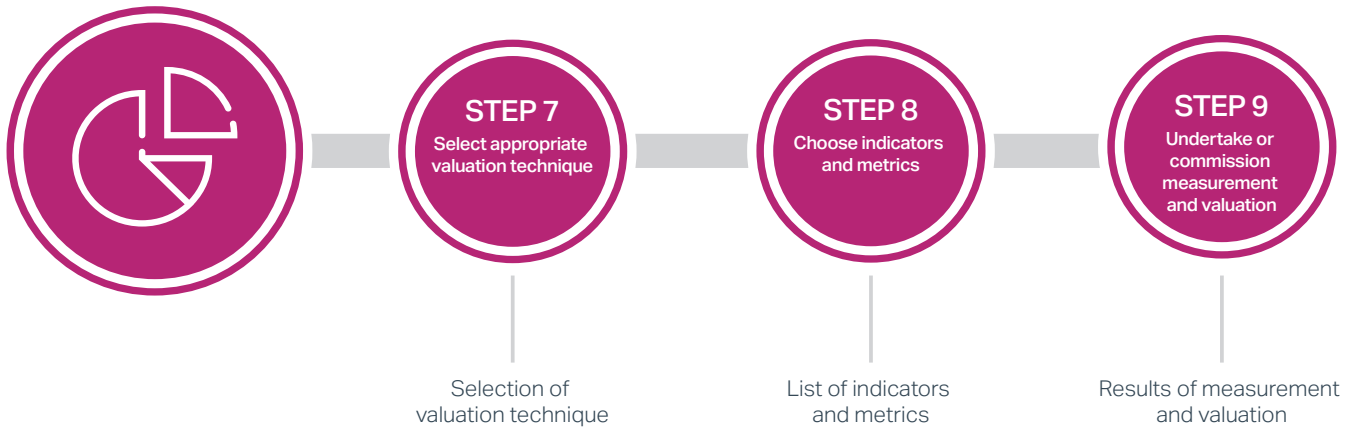 STEP 7
Select appropriate
valuation technique
STEP 8
Choose indicators
and metrics
STEP 9
Undertake or
commission
measurement
and valuation
Selection of
valuation technique
List of indicators
and metrics
Results of measurement
and valuation